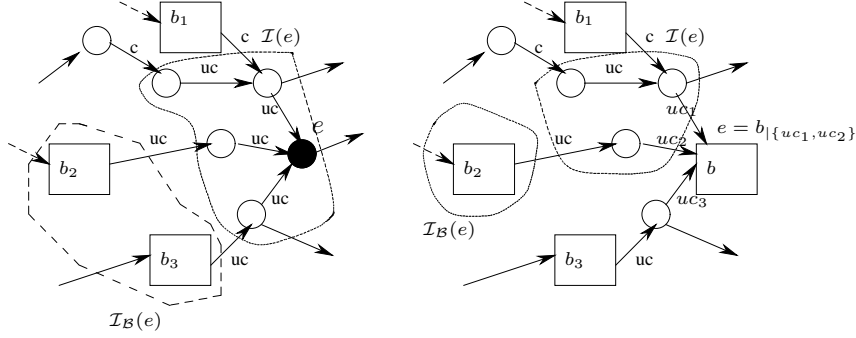 b₁
c
𝓘(e)
c
uc
uc
e
uc
uc
b₂
uc
b₃
uc
𝓘_𝓑(e)
b₁
c
𝓘(e)
c
uc
uc₁
e = b_{|{uc₁,uc₂}}
uc
uc₂
b₂
b
uc₃
𝓘_𝓑(e)
b₃
uc